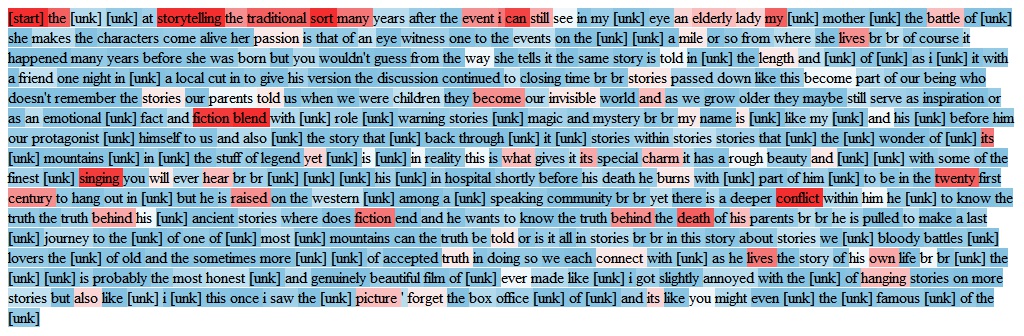 [start] the [unk] [unk] at storytelling the traditional sort many years after the event i can still see in my [unk] eye an elderly lady my [unk] mother [unk] the battle of [unk]
she makes the characters come alive her passion is that of an eye witness one to the events on the [unk] [unk] a mile or so from where she lives br br of course it
happened many years before she was born but you wouldn't guess from the way she tells it the same story is told in [unk] the length and [unk] of [unk] as i [unk] it with
a friend one night in [unk] a local cut in to give his version the discussion continued to closing time br br stories passed down like this become part of our being who
doesn't remember the stories our parents told us when we were children they become our invisible world and as we grow older they maybe still serve as inspiration or
as an emotional [unk] fact and fiction blend with [unk] role [unk] warning stories [unk] magic and mystery br br my name is [unk] like my [unk] and his [unk] before him
our protagonist [unk] himself to us and also [unk] the story that [unk] back through [unk] it [unk] stories within stories stories that [unk] the [unk] wonder of [unk] its
[unk] mountains [unk] in [unk] the stuff of legend yet [unk] is [unk] in reality this is what gives it its special charm it has a rough beauty and [unk] [unk] with some of the
finest [unk] singing you will ever hear br br [unk] [unk] [unk] his [unk] in hospital shortly before his death he burns with [unk] part of him [unk] to be in the twenty first
century to hang out in [unk] but he is raised on the western [unk] among a [unk] speaking community br br yet there is a deeper conflict within him he [unk] to know the
truth the truth behind his [unk] ancient stories where does fiction end and he wants to know the truth behind the death of his parents br br he is pulled to make a last
[unk] journey to the [unk] of one of [unk] most [unk] mountains can the truth be told or is it all in stories br br in this story about stories we [unk] bloody battles [unk]
lovers the [unk] of old and the sometimes more [unk] [unk] of accepted truth in doing so we each connect with [unk] as he lives the story of his own life br br [unk] the
[unk] [unk] is probably the most honest [unk] and genuinely beautiful film of [unk] ever made like [unk] i got slightly annoyed with the [unk] of hanging stories on more
stories but also like [unk] i [unk] this once i saw the [unk] picture ' forget the box office [unk] of [unk] and its like you might even [unk] the [unk] famous [unk] of the
[unk]